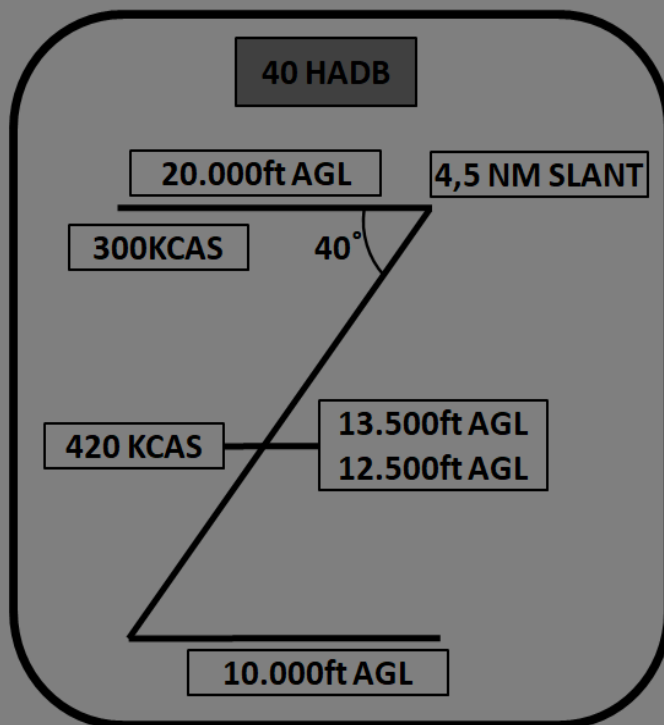 40 HADB
20.000ft AGL
4,5 NM SLANT
300KCAS
40°
420 KCAS
13.500ft AGL
12.500ft AGL
10.000ft AGL